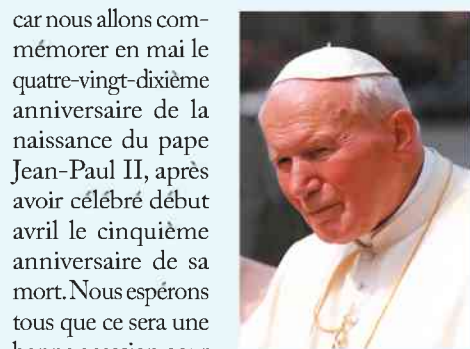 car nous allons com-
mémorer en mai le
quatre-vingt-dixième
anniversaire de la
naissance du pape
Jean-Paul II, après
avoir célébré début
avril le cinquième
anniversaire de sa
mort. Nous espérons
tous que ce sera une